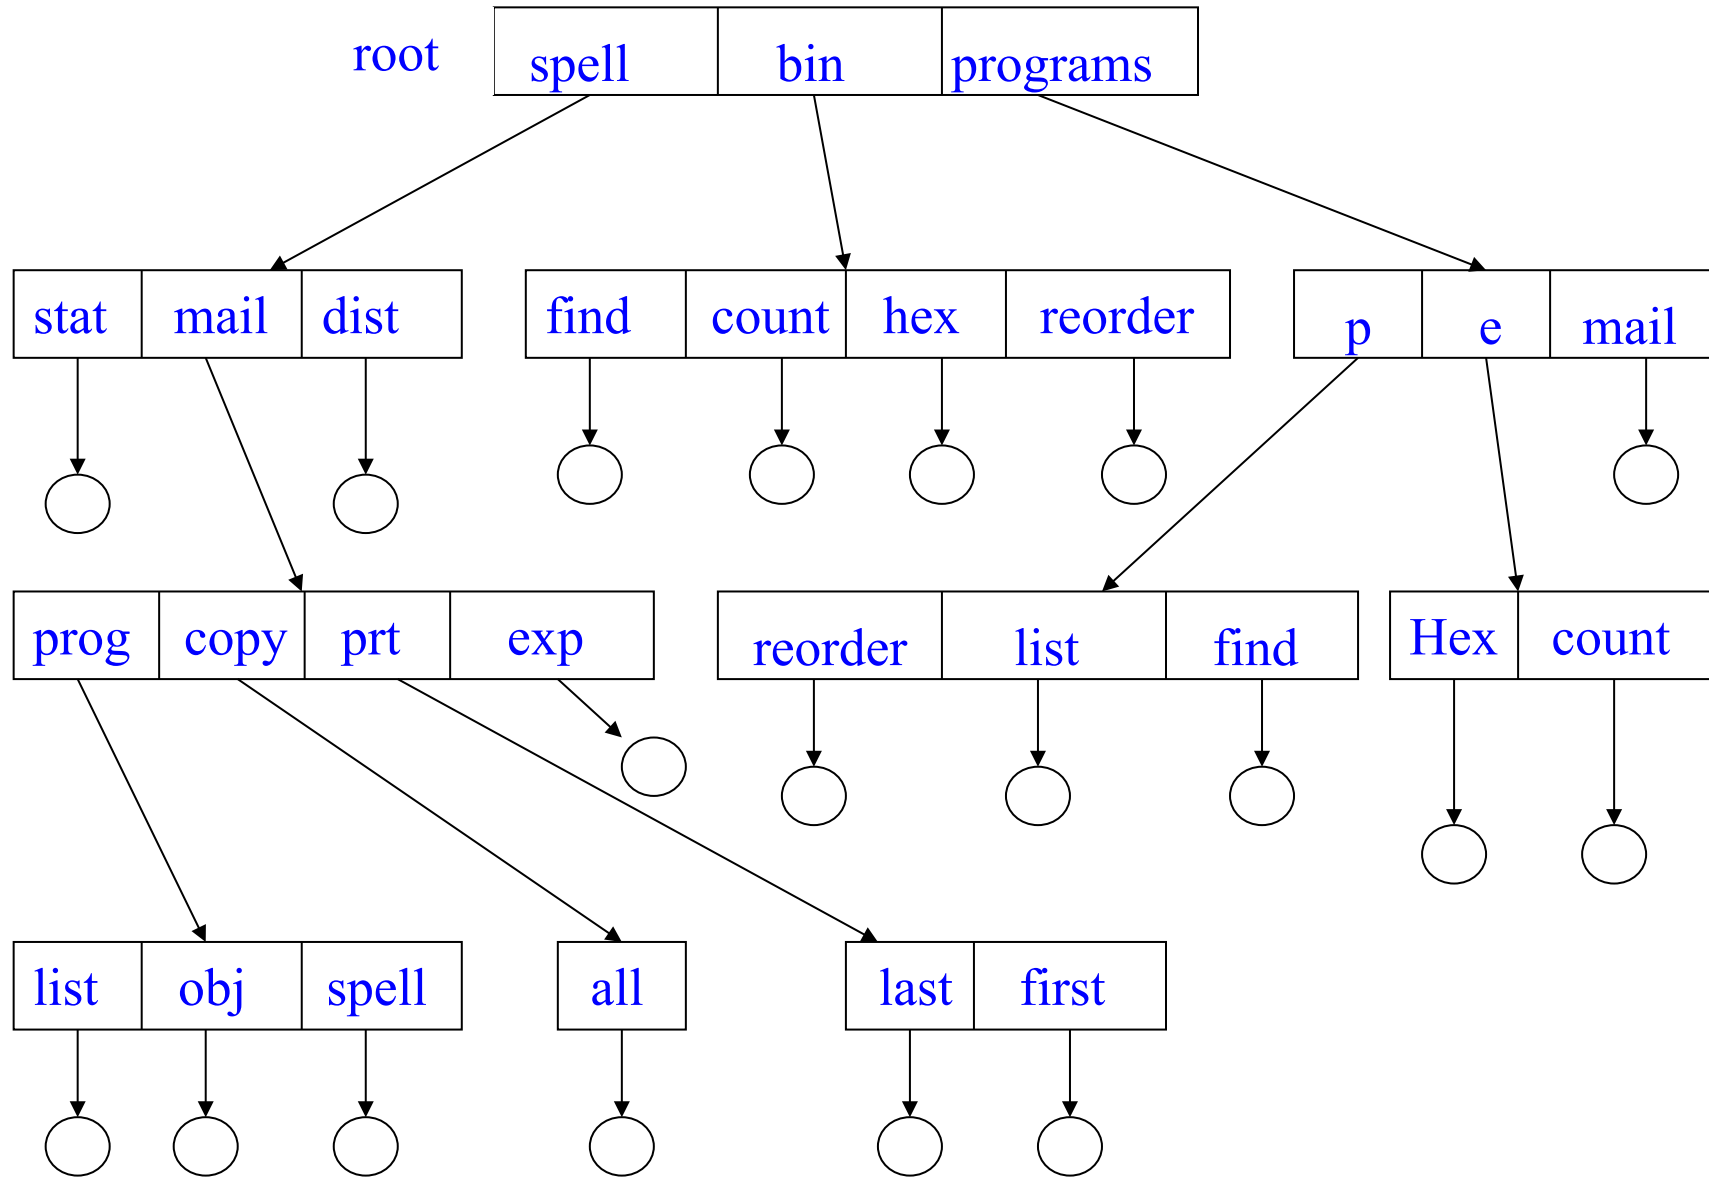 root spell bin programs
stat mail dist find count hex reorder p e mail
prog copy prt exp reorder list find Hex count
list obj spell all last first